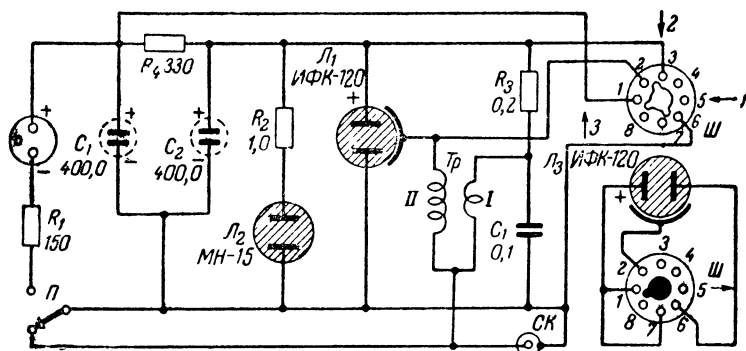 2
Л₁
ИФК-120
R₄ 330
3
2
4
1
5
1
6
7
8
Ш
R₃
0,2
3
+
+
+
+
C₁
400,0
–
C₂
400,0
–
R₂
1,0
–
R₁
150
Л₂
МН-15
II
Тр
I
C₁
0,1
Л₃
ИФК-120
+
3
2
4
1
5
Ш
8
7
6
П
СК